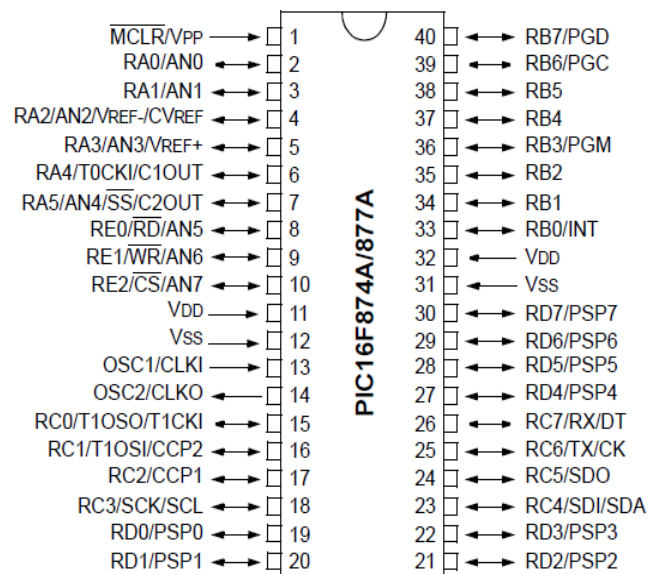 MCLR/VPP 1 40 RB7/PGD
RA0/AN0 2 39 RB6/PGC
RA1/AN1 3 38 RB5
RA2/AN2/VREF-/CVREF 4 37 RB4
RA3/AN3/VREF+ 5 36 RB3/PGM
RA4/T0CKI/C1OUT 6 35 RB2
RA5/AN4/SS/C2OUT 7 34 RB1
RE0/RD/AN5 8 33 RB0/INT
RE1/WR/AN6 9 32 VDD
RE2/CS/AN7 10 31 VSS
VDD 11 30 RD7/PSP7
VSS 12 29 RD6/PSP6
OSC1/CLKI 13 28 RD5/PSP5
OSC2/CLKO 14 27 RD4/PSP4
RC0/T1OSO/T1CKI 15 26 RC7/RX/DT
RC1/T1OSI/CCP2 16 25 RC6/TX/CK
RC2/CCP1 17 24 RC5/SDO
RC3/SCK/SCL 18 23 RC4/SDI/SDA
RD0/PSP0 19 22 RD3/PSP3
RD1/PSP1 20 21 RD2/PSP2
PIC16F874A/877A